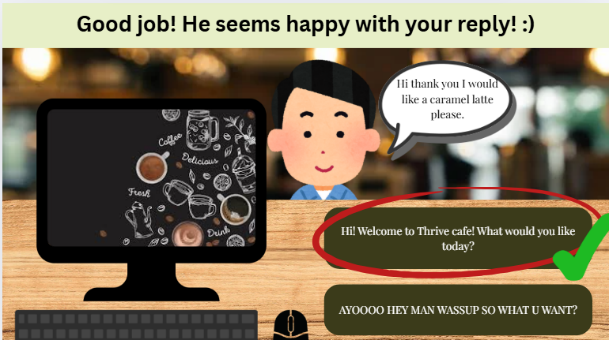 Good job! He seems happy with your reply! :)
Hi thank you I would
like a caramel latte
please.
Coffee
Delicious
Fresh
Drink
Hi! Welcome to Thrive cafe! What would you like
today?
AYOOOO HEY MAN WASSUP SO WHAT U WANT?